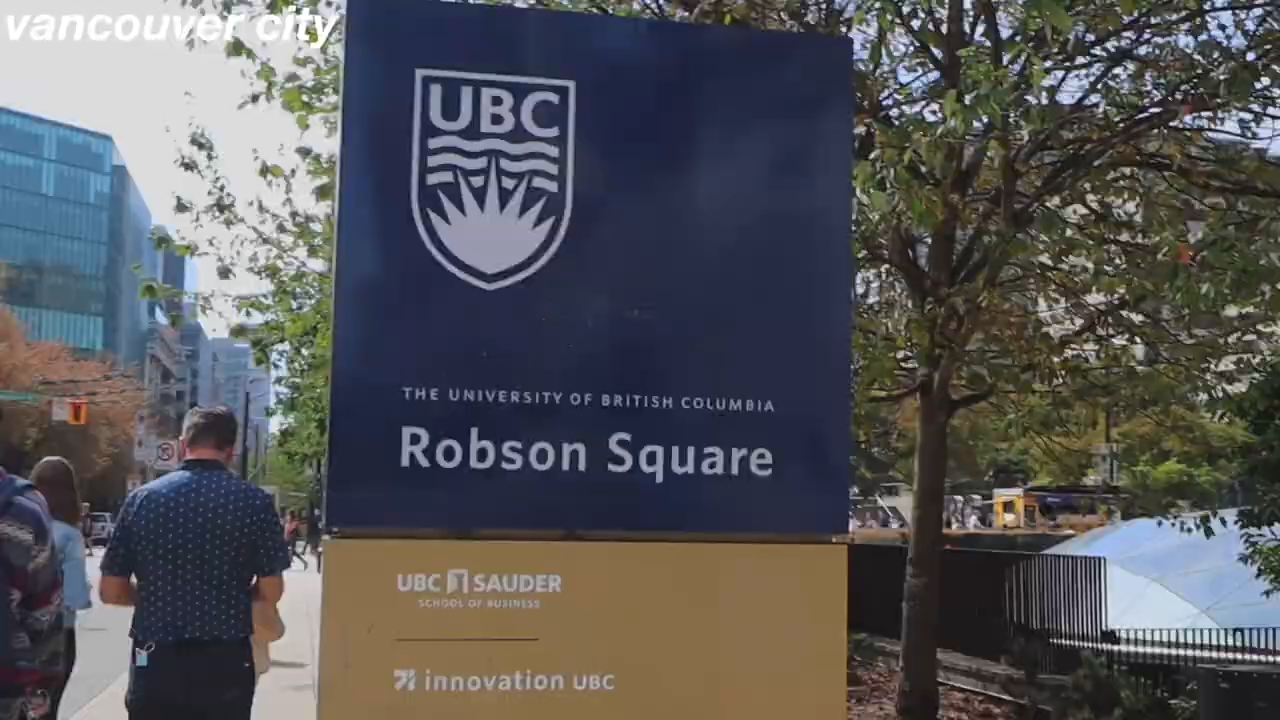 vancouver city
UBC
THE UNIVERSITY OF BRITISH COLUMBIA
Robson Square
UBC SAUDER
SCHOOL OF BUSINESS
innovation UBC